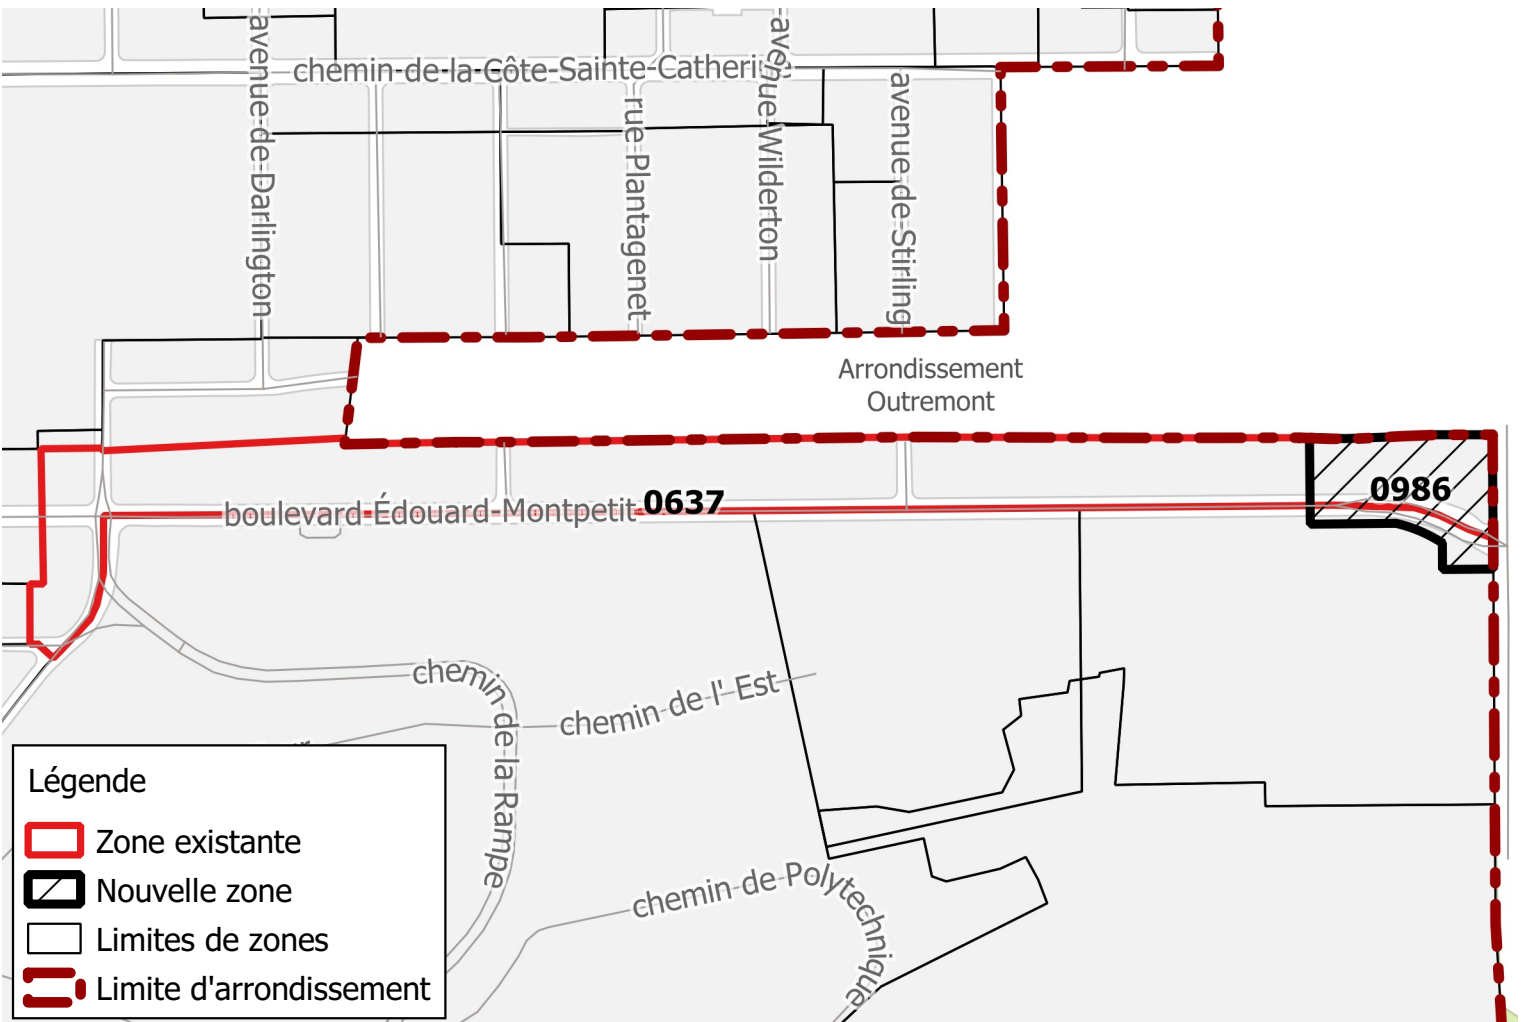 avenue-de-Darlington
chemin-de-la-Côte-Sainte-Catherine
rue Plantagenet
avenue Wilderton
avenue-de-Stirling
Arrondissement
Outremont
boulevard-Édouard-Montpetit
0637
0986
chemin-de-la-Rampe
chemin de l' Est
chemin de Polytechnique
Légende
Zone existante
Nouvelle zone
Limites de zones
Limite d'arrondissement